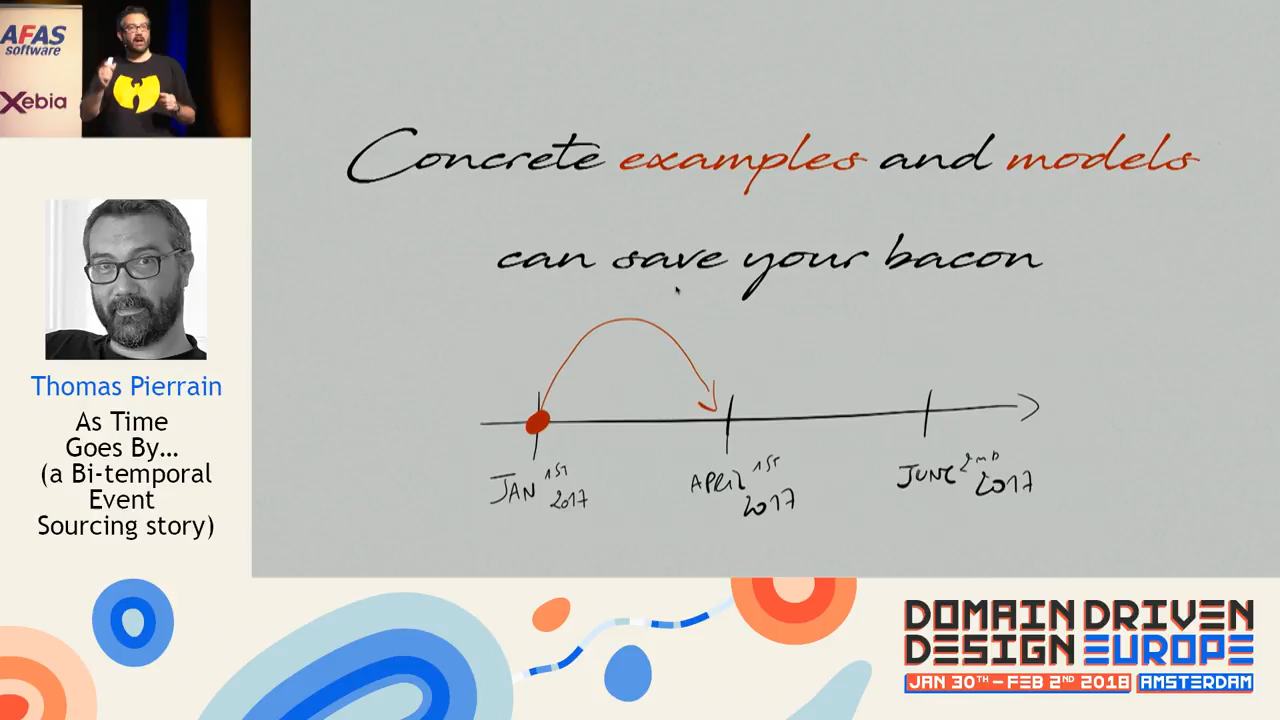 AFAS
software
Xebia
Concrete examples and models
can save your bacon
JAN 1ST
2017
APRIL 1ST
2017
JUNE 2ND
2017
Thomas Pierrain
As Time
Goes By...
(a Bi-temporal
Event
Sourcing story)
DOMAIN DRIVEN
DESIGN EUROPE
JAN 30TH - FEB 2ND 2018 AMSTERDAM